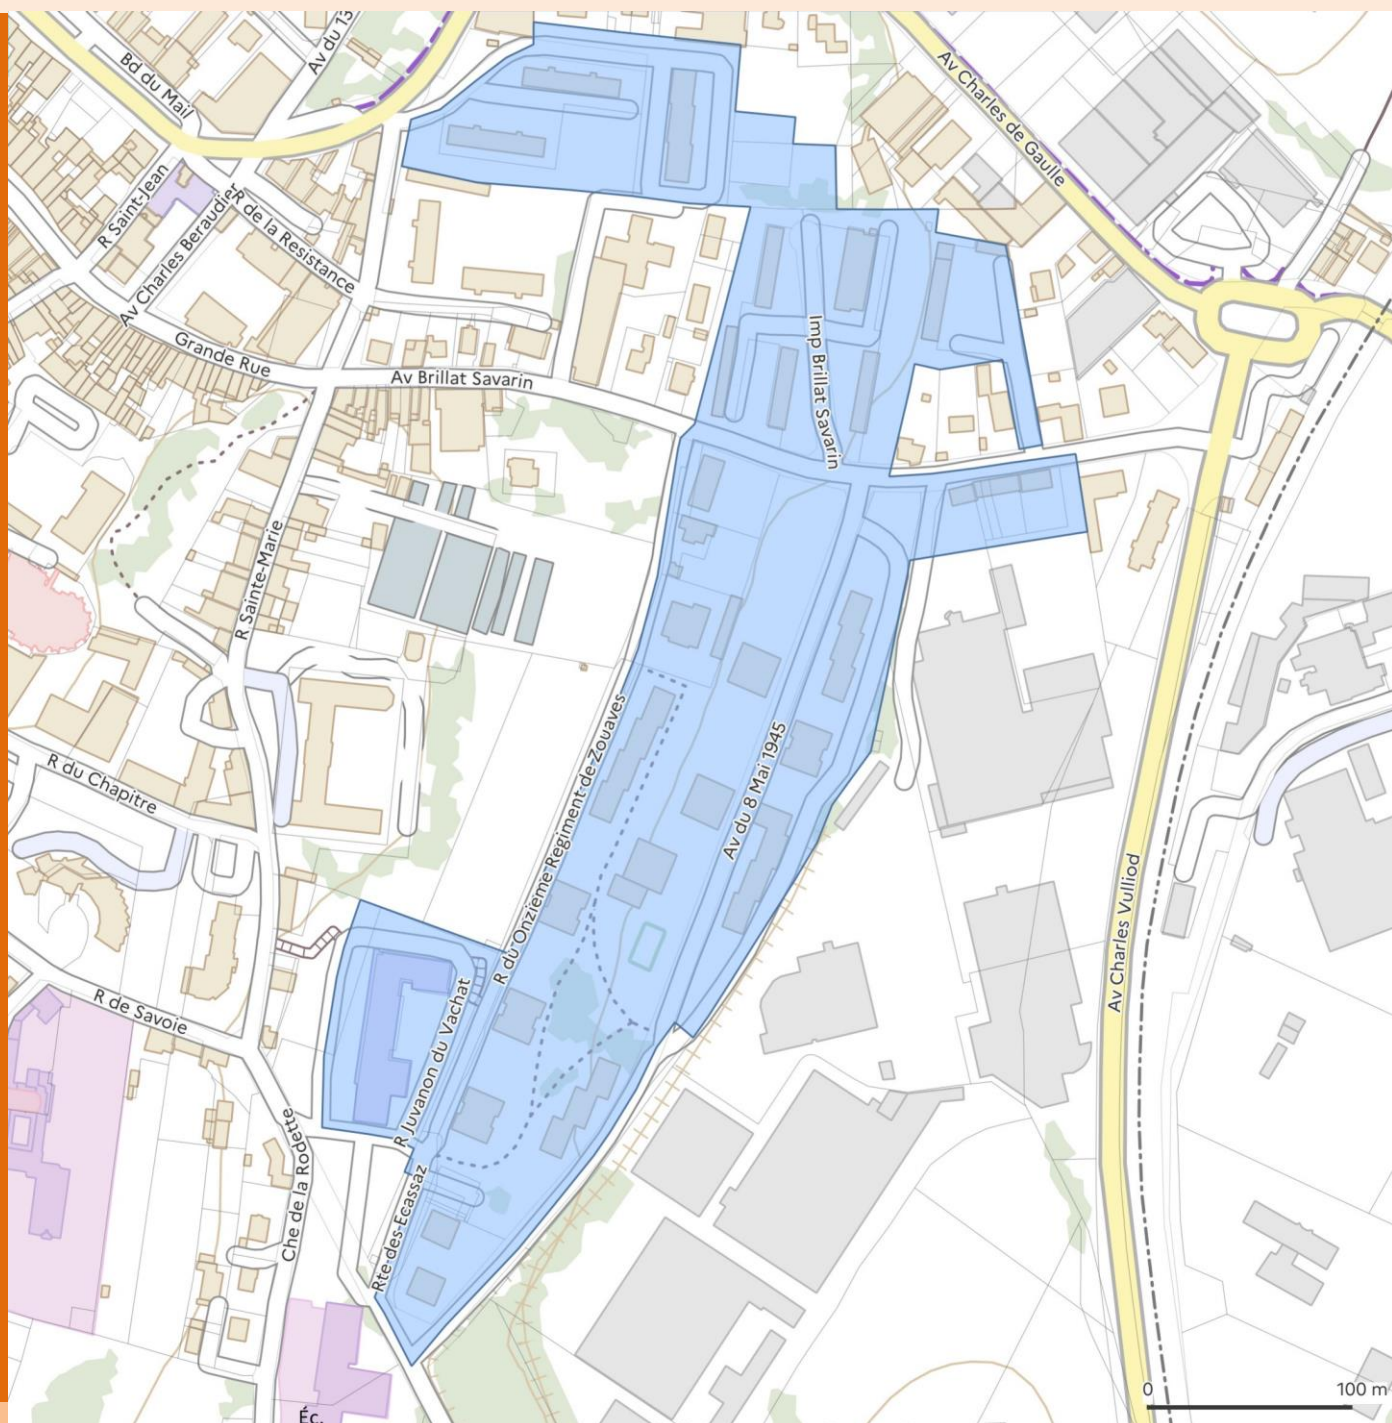 Bd du Mail
Av du 13
Av Charles de Gaulle
R Saint-Jean
Av Charles Beraudier
R de la Resistance
Grande Rue
Av Brillat Savarin
Imp Brillat Savarin
R Sainte-Marie
R du Onzieme Regiment de Zouaves
Av du 8 Mai 1945
R du Chapitre
Av Charles Vulliod
R de Savoie
R Juvanon du Vachat
Che de la Rodette
Rte des Ecassaz
Éc.
0 100 m